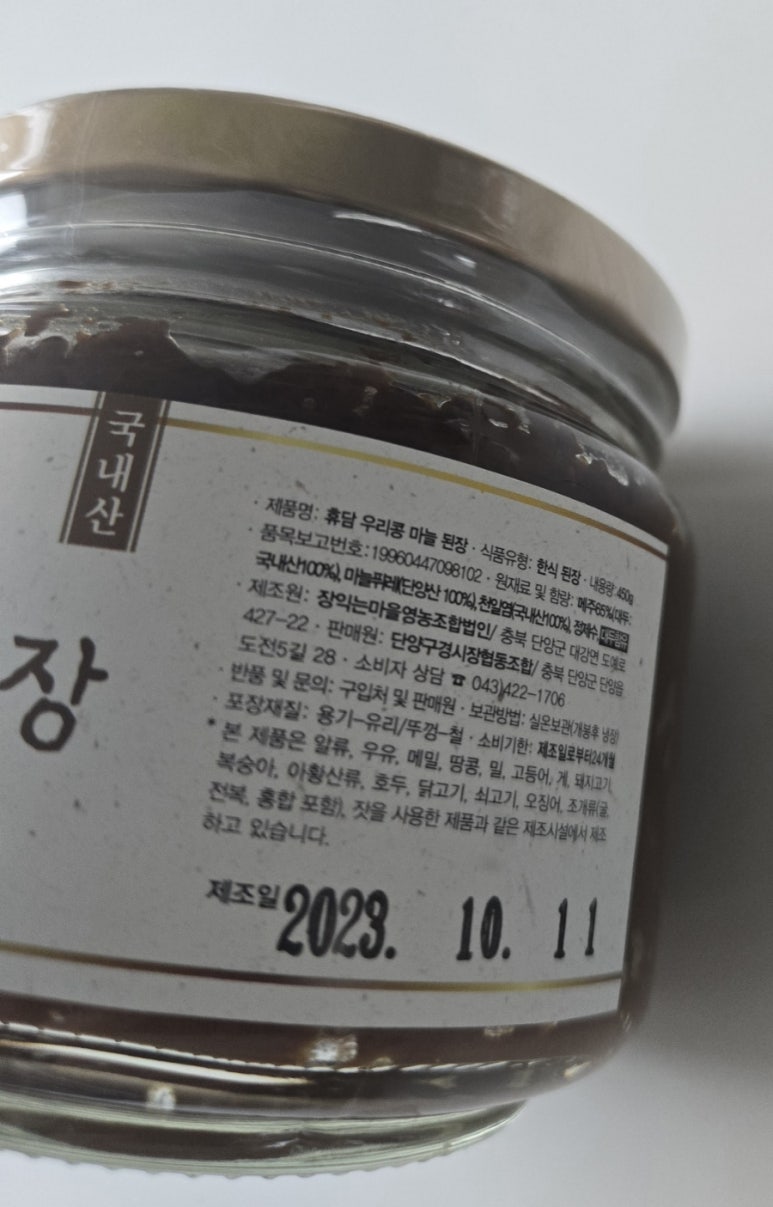 국내산
장
· 제품명: 휴담 우리콩 마늘 된장 · 식품유형: 한식 된장 · 내용량: 450g
· 품목보고번호: 19960447098102 · 원재료 및 함량: 메주65%(대두:
국내산100%), 마늘퓨레(단양산 100%), 천일염(국내산100%), 정제수, 대두함유
· 제조원: 장익는마을영농조합법인/ 충북 단양군 대강면 도예로
427-22 · 판매원: 단양구경시장협동조합/ 충북 단양군 단양읍
도전5길 28 · 소비자 상담 ☎ 043)422-1706
· 반품 및 문의: 구입처 및 판매원 · 보관방법: 실온보관(개봉후 냉장)
· 포장재질: 용기-유리/뚜껑-철 · 소비기한: 제조일로부터24개월
* 본 제품은 알류, 우유, 메밀, 땅콩, 밀, 고등어, 게, 돼지고기,
복숭아, 아황산류, 호두, 닭고기, 쇠고기, 오징어, 조개류(굴,
전복, 홍합 포함), 잣을 사용한 제품과 같은 제조시설에서 제조
하고 있습니다.
제조일 2023. 10. 11